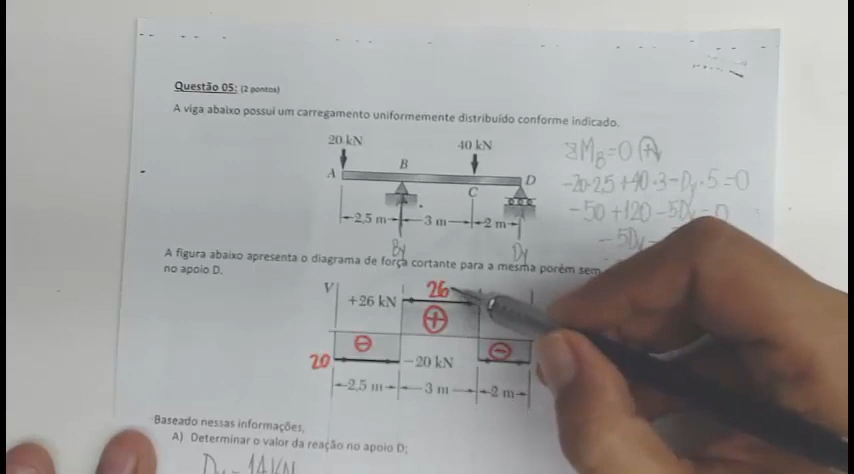 Questão 05: (2 pontos)
A viga abaixo possui um carregamento uniformemente distribuído conforme indicado.
20 kN
40 kN
A
B
C
D
2,5 m
3 m
2 m
By
Dy
ΣM_B=0
-20·2,5+40·3-Dy·5=0
-50+120-5Dy=0
-5Dy=
A figura abaixo apresenta o diagrama de força cortante para a mesma porém sem
no apoio D.
V
+26 kN
26
+
-
-
20
-20 kN
2,5 m
3 m
2 m
Baseado nessas informações,
A) Determinar o valor da reação no apoio D;
14KN